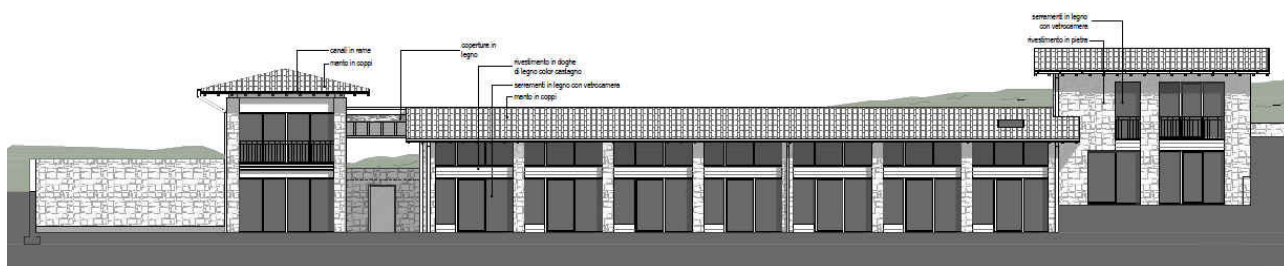 canali in rame
manto in coppi
coperture in
legno
rivestimento in doghe
di legno color castagno
serramenti in legno con vetrocamera
manto in coppi
serramenti in legno
con vetrocamera
rivestimento in pietra